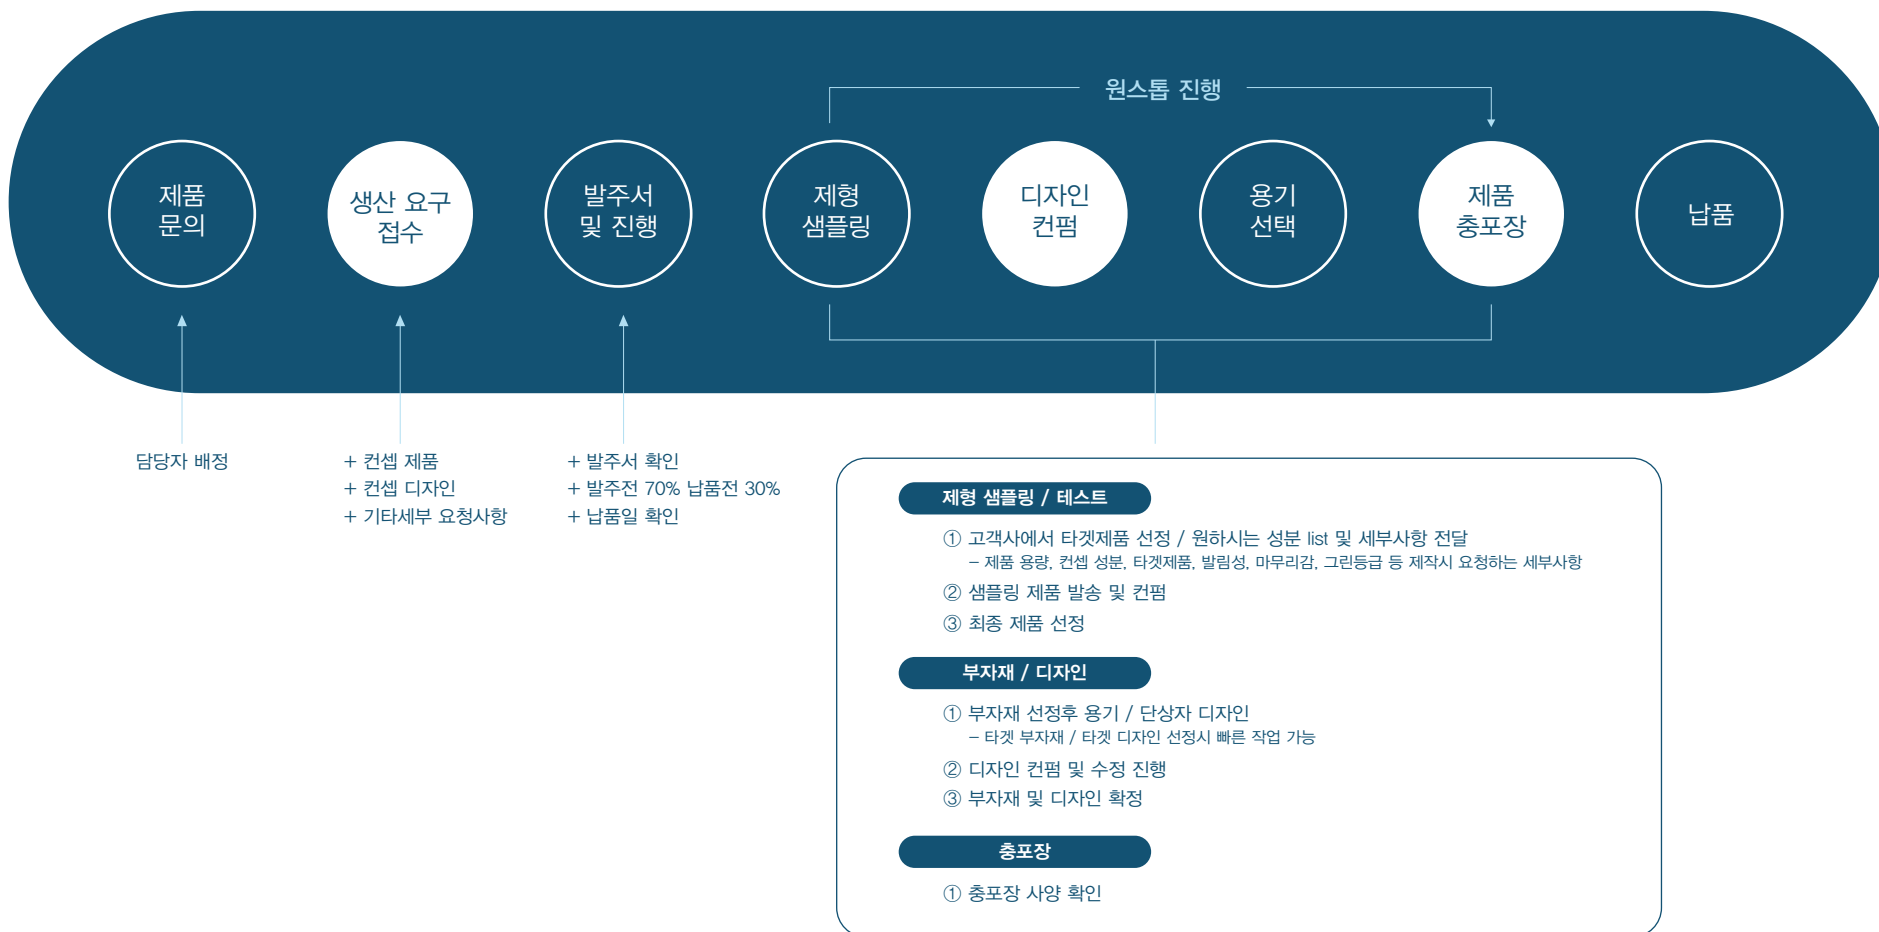 원스톱 진행
제품
문의
생산 요구
접수
발주서
및 진행
제형
샘플링
디자인
컨펌
용기
선택
제품
충포장
납품
담당자 배정
+ 컨셉 제품
+ 컨셉 디자인
+ 기타세부 요청사항
+ 발주서 확인
+ 발주전 70% 납품전 30%
+ 납품일 확인
제형 샘플링 / 테스트
① 고객사에서 타겟제품 선정 / 원하시는 성분 list 및 세부사항 전달
– 제품 용량, 컨셉 성분, 타겟제품, 발림성, 마무리감, 그린등급 등 제작시 요청하는 세부사항
② 샘플링 제품 발송 및 컨펌
③ 최종 제품 선정
부자재 / 디자인
① 부자재 선정후 용기 / 단상자 디자인
– 타겟 부자재 / 타겟 디자인 선정시 빠른 작업 가능
② 디자인 컨펌 및 수정 진행
③ 부자재 및 디자인 확정
충포장
① 충포장 사양 확인